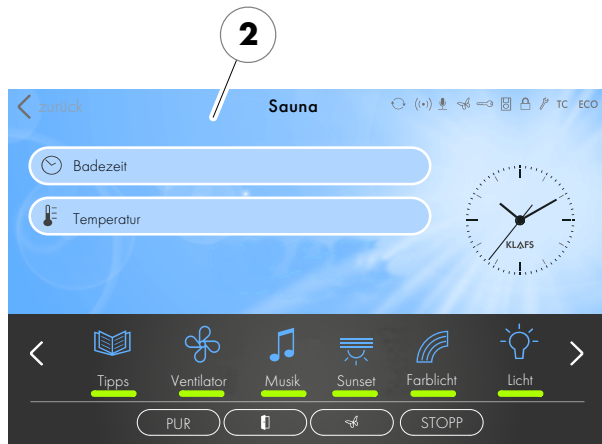 2
zurück
Sauna
TC ECO
Badezeit
Temperatur
KLAFS
Tipps Ventilator Musik Sunset Farblicht Licht
PUR STOPP